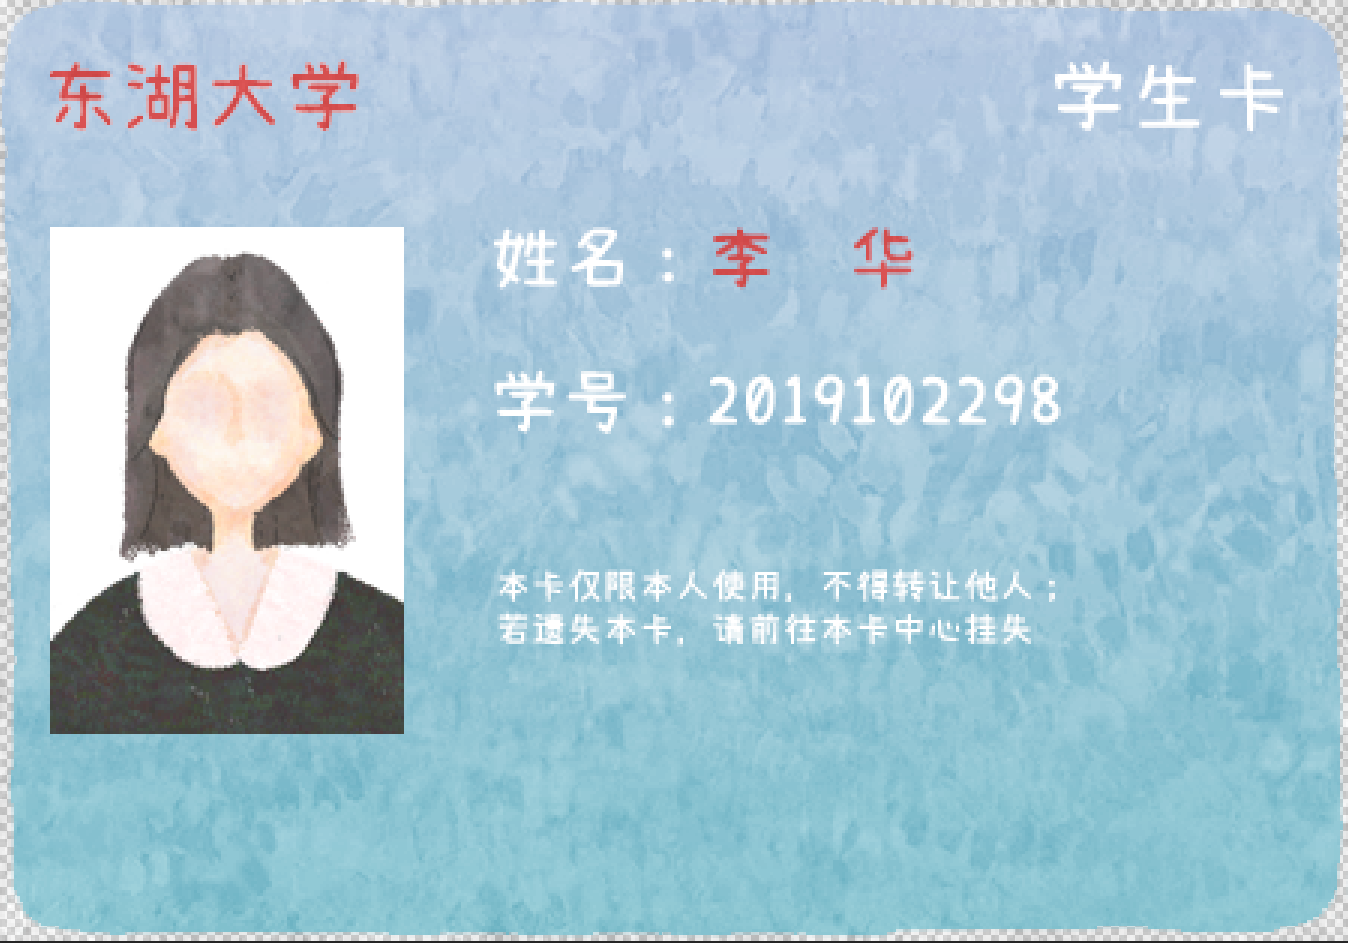 东湖大学 学生卡
姓名：李 华
学号：2019102298
本卡仅限本人使用，不得转让他人；
若遗失本卡，请前往本卡中心挂失